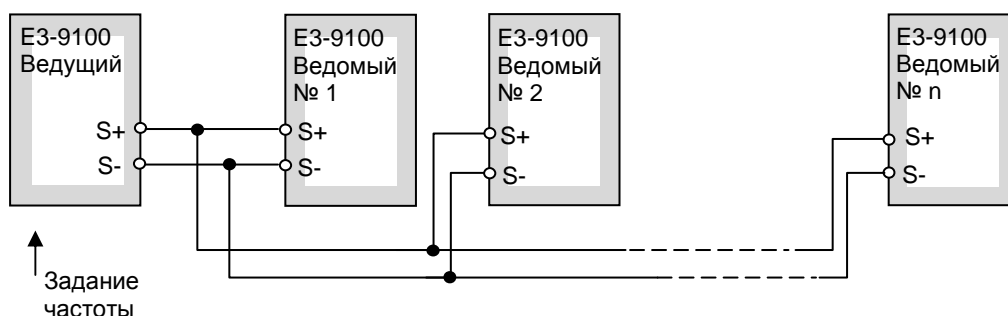 E3-9100
Ведущий
S+
S-
E3-9100
Ведомый
№ 1
S+
S-
E3-9100
Ведомый
№ 2
S+
S-
E3-9100
Ведомый
№ n
S+
S-
Задание
частоты